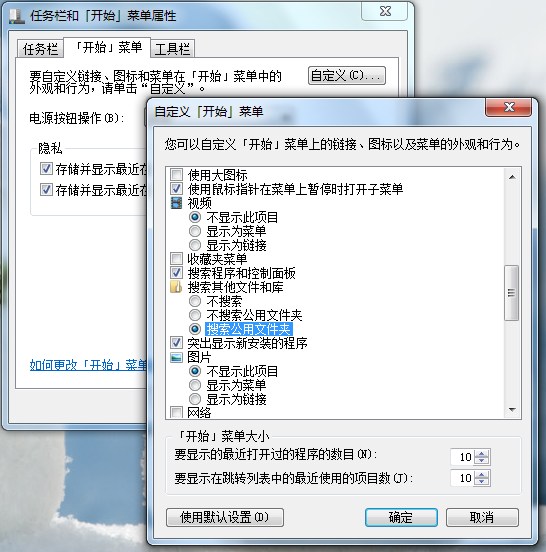 任务栏和「开始」菜单属性
任务栏
「开始」菜单
工具栏
要自定义链接、图标和菜单在「开始」菜单中的
外观和行为，请单击“自定义”。
自定义(C)...
电源按钮操作(B):
隐私
存储并显示最近在
存储并显示最近在
如何更改「开始」菜单
自定义「开始」菜单
您可以自定义「开始」菜单上的链接、图标以及菜单的外观和行为。
使用大图标
使用鼠标指针在菜单上暂停时打开子菜单
视频
不显示此项目
显示为菜单
显示为链接
收藏夹菜单
搜索程序和控制面板
搜索其他文件和库
不搜索
不搜索公用文件夹
搜索公用文件夹
突出显示新安装的程序
图片
不显示此项目
显示为菜单
显示为链接
网络
「开始」菜单大小
要显示的最近打开过的程序的数目(N):
10
要显示在跳转列表中的最近使用的项目数(J):
10
使用默认设置(D)
确定
取消